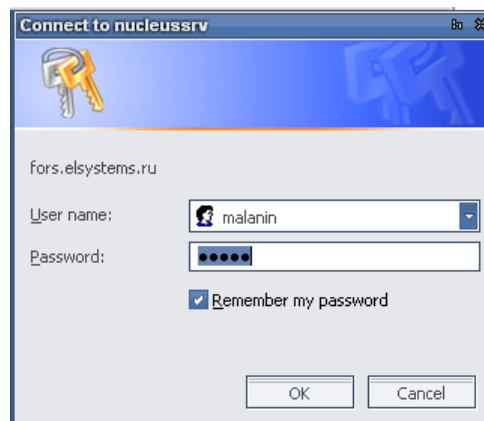 Connect to nucleussrv
fors.elsystems.ru
User name:
malanin
Password:
●●●●●
Remember my password
OK
Cancel